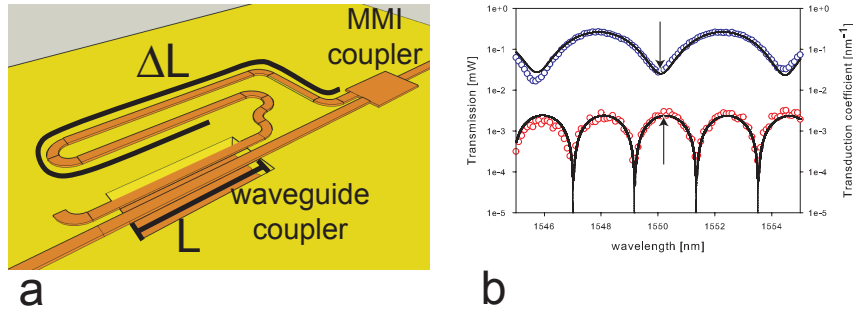 MMI
coupler
ΔL
waveguide
coupler
L
a
b
1e+0
1e-1
1e-2
1e-3
1e-4
1e-5
Transmission [mW]
1546
1548
1550
1552
1554
wavelength [nm]
1e+0
1e-1
1e-2
1e-3
1e-4
1e-5
Transduction coefficient [nm⁻¹]